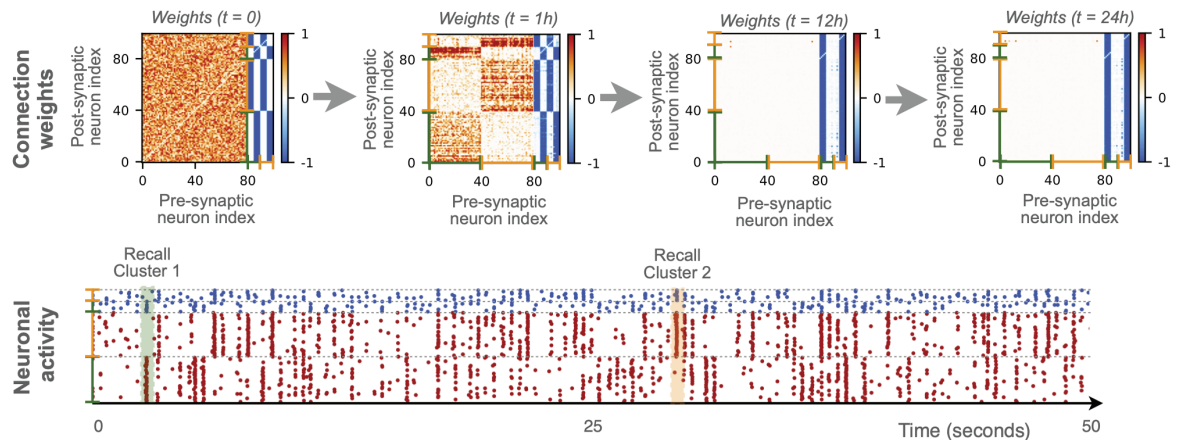 Weights (t = 0)
Weights (t = 1h)
Weights (t = 12h)
Weights (t = 24h)
Connection
weights
Post-synaptic
neuron index
80
40
0
0
40
80
Pre-synaptic
neuron index
1
0
-1
Post-synaptic
neuron index
80
40
0
0
40
80
Pre-synaptic
neuron index
1
0
-1
Post-synaptic
neuron index
80
40
0
0
40
80
Pre-synaptic
neuron index
1
0
-1
Post-synaptic
neuron index
80
40
0
0
40
80
Pre-synaptic
neuron index
1
0
-1
Recall
Cluster 1
Recall
Cluster 2
Neuronal
activity
0
25
50
Time (seconds)